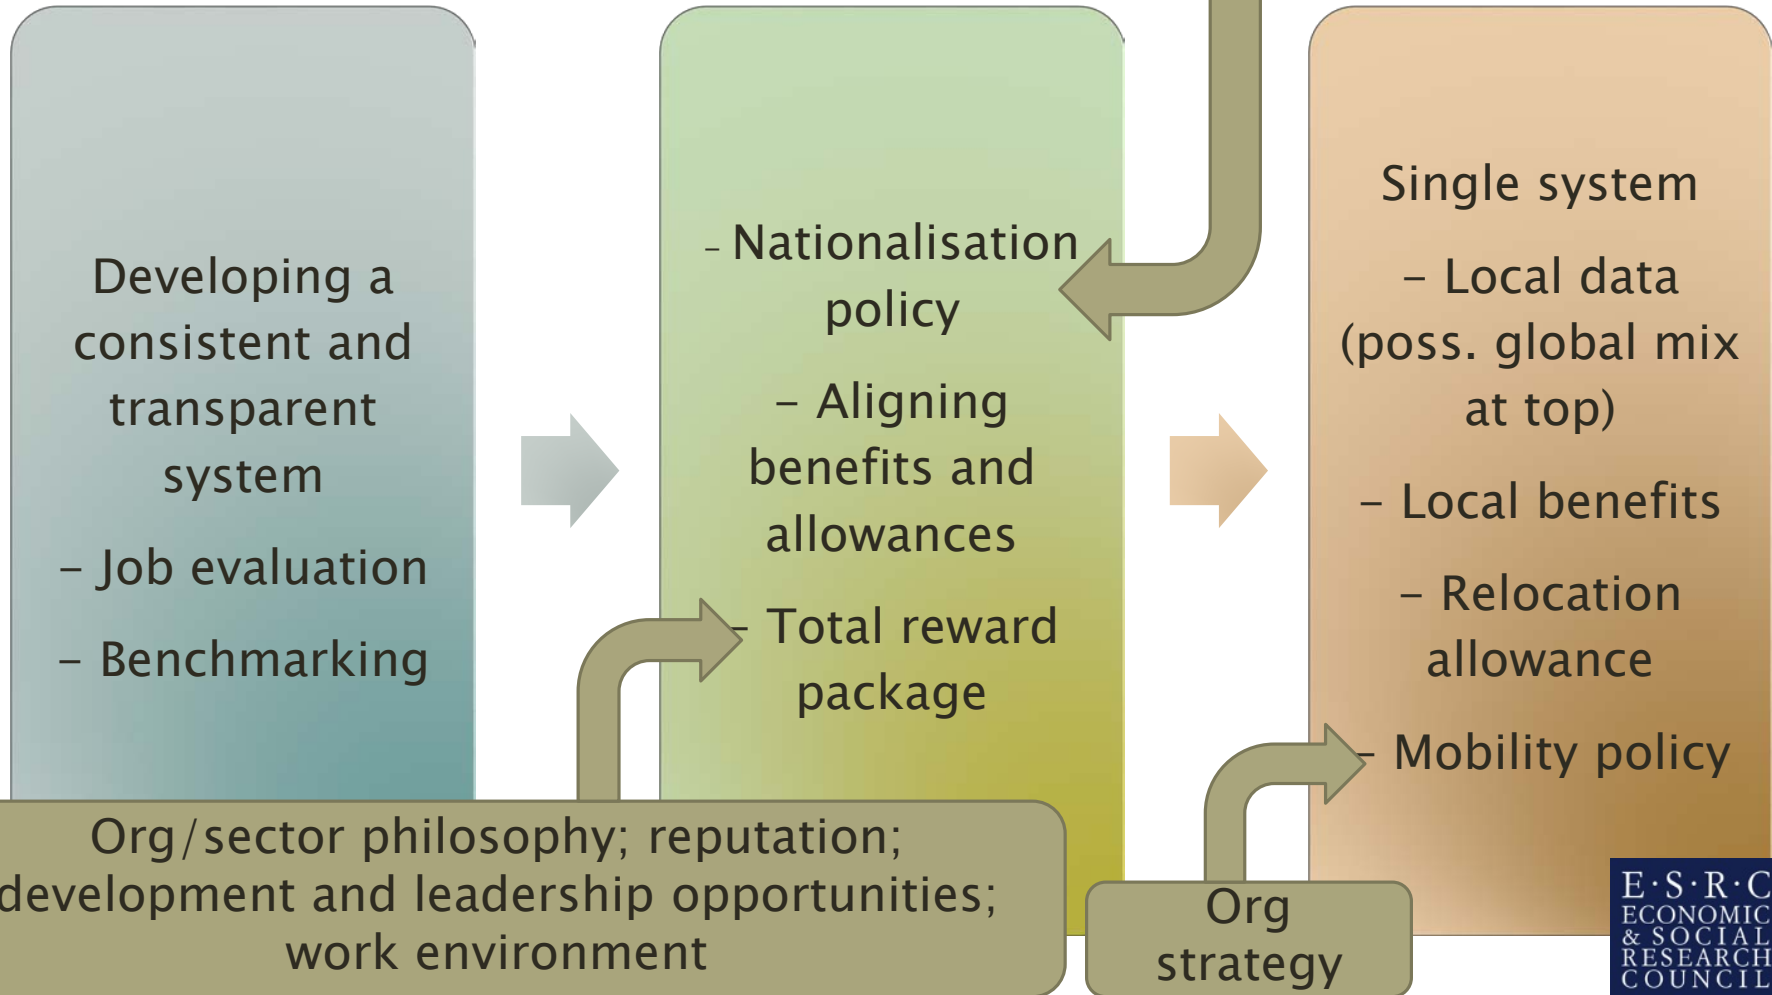 Developing a
consistent and
transparent
system
– Job evaluation
– Benchmarking
– Nationalisation
policy
– Aligning
benefits and
allowances
– Total reward
package
Single system
– Local data
(poss. global mix
at top)
– Local benefits
– Relocation
allowance
– Mobility policy
Org/sector philosophy; reputation;
development and leadership opportunities;
work environment
Org
strategy
E·S·R·C
ECONOMIC
& SOCIAL
RESEARCH
COUNCIL